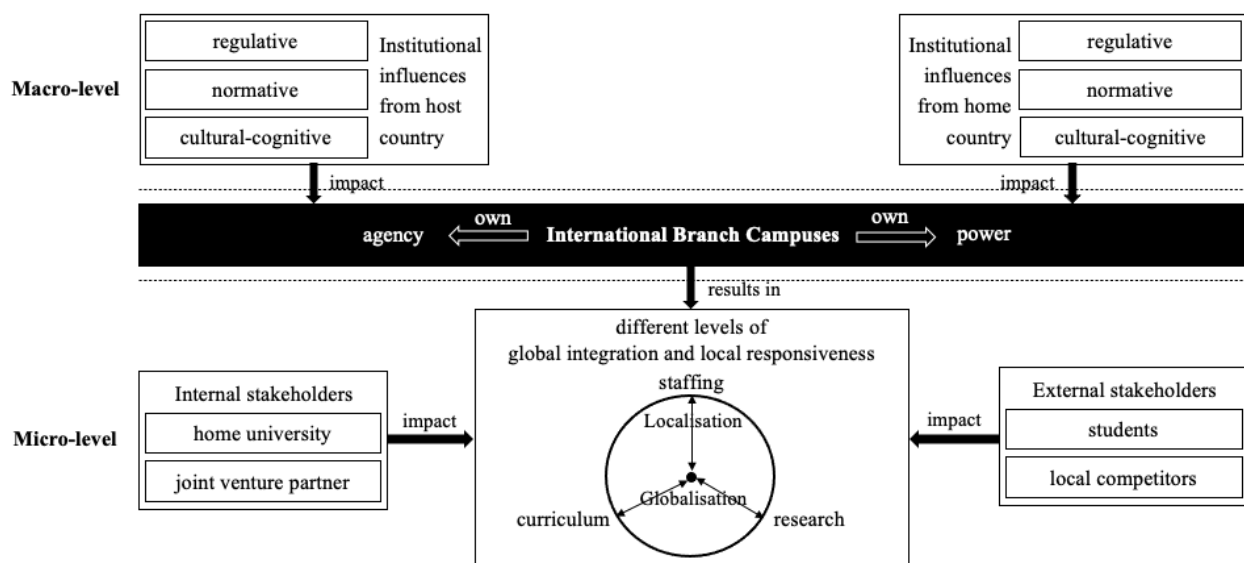 Macro-level
regulative
normative
cultural-cognitive
Institutional
influences
from host
country
Institutional
influences
from home
country
regulative
normative
cultural-cognitive
impact
impact
agency
own
International Branch Campuses
own
power
results in
Micro-level
Internal stakeholders
home university
joint venture partner
impact
different levels of
global integration and local responsiveness
staffing
Localisation
Globalisation
curriculum
research
impact
External stakeholders
students
local competitors